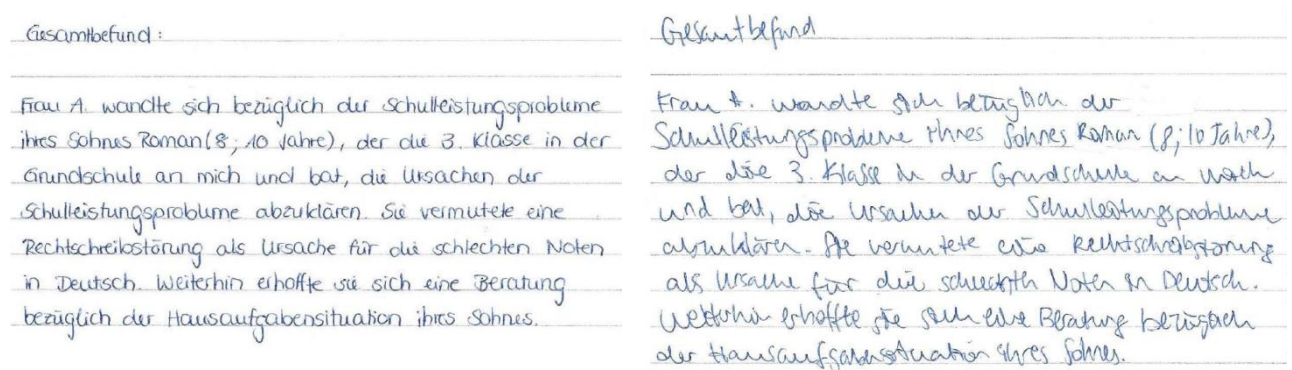 Gesamtbefund:
Frau A. wandte sich bezüglich der Schulleistungsprobleme
ihres Sohnes Roman (8; 10 Jahre), der die 3. Klasse in der
Grundschule an mich und bat, die Ursachen der
Schulleistungsprobleme abzuklären. Sie vermutete eine
Rechtschreibstörung als Ursache für die schlechten Noten
in Deutsch. Weiterhin erhoffte sie sich eine Beratung
bezüglich der Hausaufgabensituation ihres Sohnes.
Gesamtbefund
Frau A. wandte sich bezüglich der
Schulleistungsprobleme ihres Sohnes Roman (8; 10 Jahre),
der die 3. Klasse in der Grundschule an mich
und bat, die Ursachen der Schulleistungsprobleme
abzuklären. Sie vermutete eine Rechtschreibstörung
als Ursache für die schlechten Noten in Deutsch.
Weiterhin erhoffte sie sich eine Beratung bezüglich
der Hausaufgabensituation ihres Sohnes.